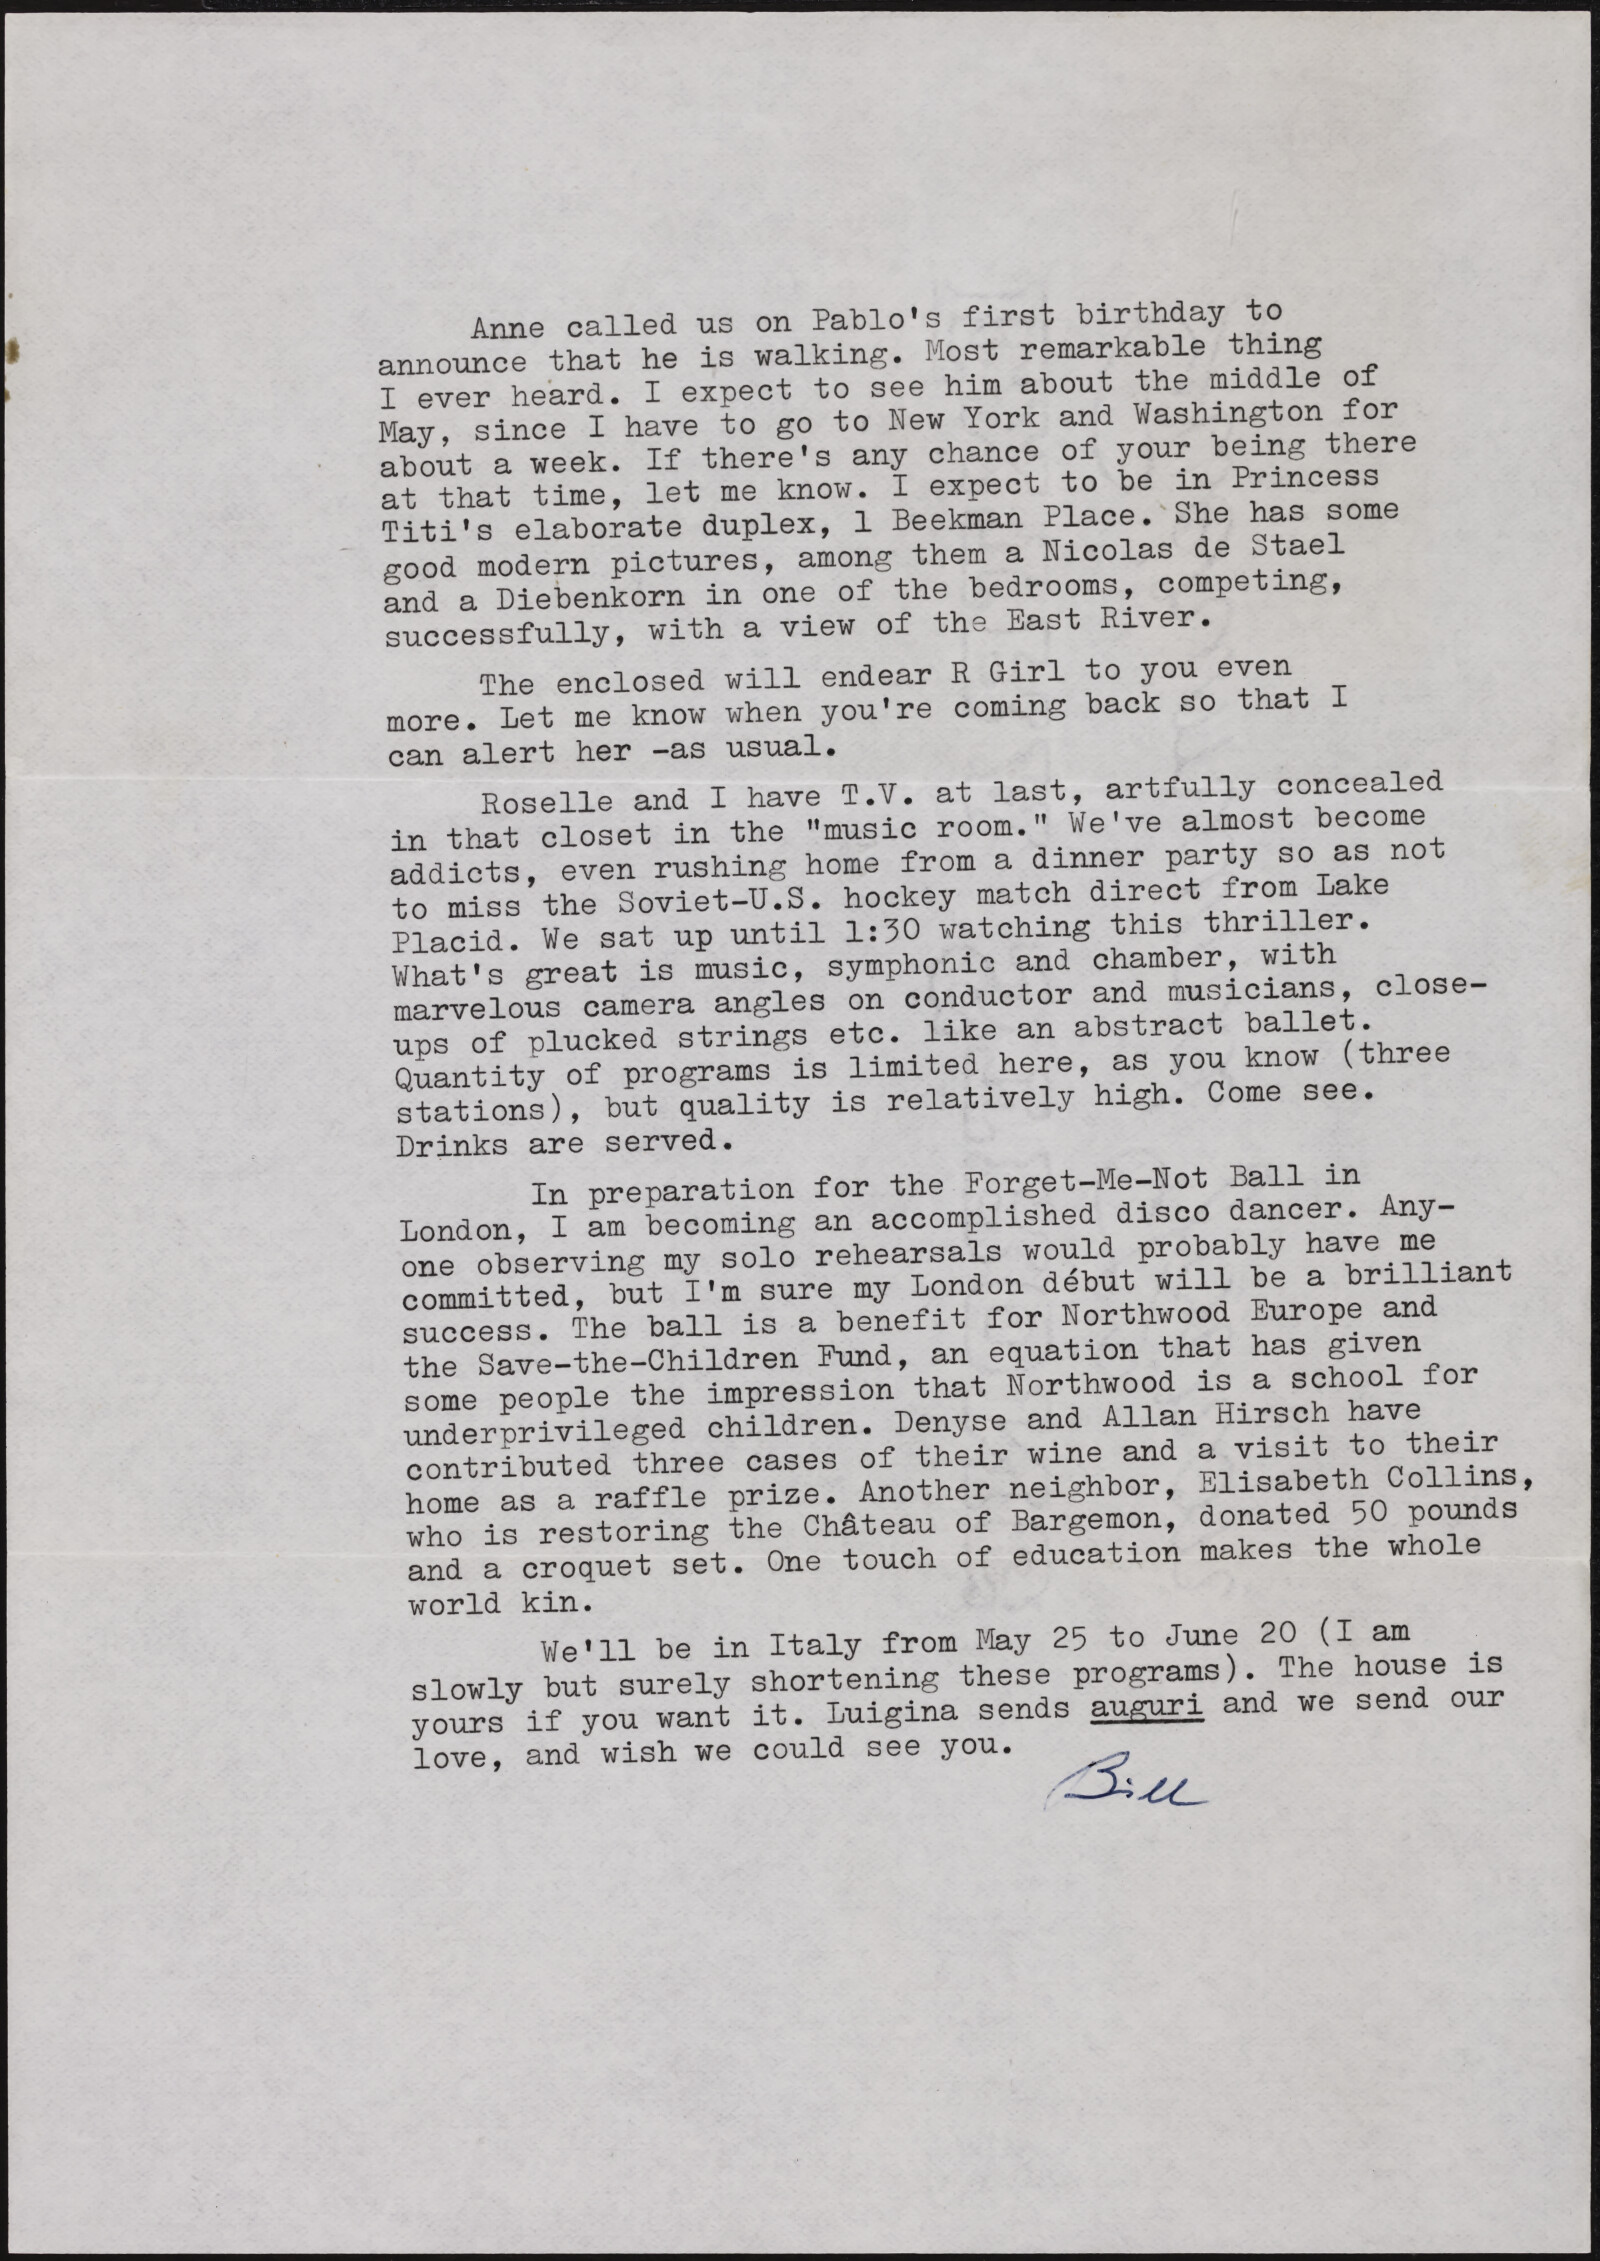 Anne called us on Pablo's first birthday to
announce that he is walking. Most remarkable thing
I ever heard. I expect to see him about the middle of
May, since I have to go to New York and Washington for
about a week. If there's any chance of your being there
at that time, let me know. I expect to be in Princess
Titi's elaborate duplex, 1 Beekman Place. She has some
good modern pictures, among them a Nicolas de Stael
and a Diebenkorn in one of the bedrooms, competing,
successfully, with a view of the East River.
The enclosed will endear R Girl to you even
more. Let me know when you're coming back so that I
can alert her -as usual.
Roselle and I have T.V. at last, artfully concealed
in that closet in the "music room." We've almost become
addicts, even rushing home from a dinner party so as not
to miss the Soviet-U.S. hockey match direct from Lake
Placid. We sat up until 1:30 watching this thriller.
What's great is music, symphonic and chamber, with
marvelous camera angles on conductor and musicians, close-
ups of plucked strings etc. like an abstract ballet.
Quantity of programs is limited here, as you know (three
stations), but quality is relatively high. Come see.
Drinks are served.
In preparation for the Forget-Me-Not Ball in
London, I am becoming an accomplished disco dancer. Any-
one observing my solo rehearsals would probably have me
committed, but I'm sure my London début will be a brilliant
success. The ball is a benefit for Northwood Europe and
the Save-the-Children Fund, an equation that has given
some people the impression that Northwood is a school for
underprivileged children. Denyse and Allan Hirsch have
contributed three cases of their wine and a visit to their
home as a raffle prize. Another neighbor, Elisabeth Collins,
who is restoring the Château of Bargemon, donated 50 pounds
and a croquet set. One touch of education makes the whole
world kin.
We'll be in Italy from May 25 to June 20 (I am
slowly but surely shortening these programs). The house is
yours if you want it. Luigina sends auguri and we send our
love, and wish we could see you.
Bill